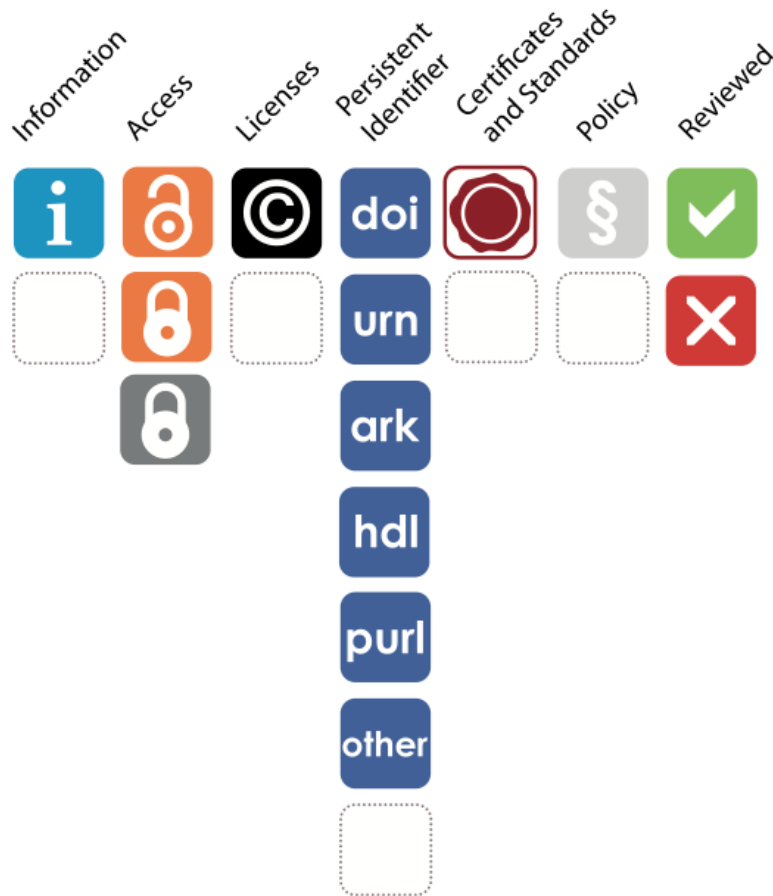 Information
Access
Licenses
Persistent
Identifier
Certificates
and Standards
Policy
Reviewed
i
©
doi
§
urn
ark
hdl
purl
other